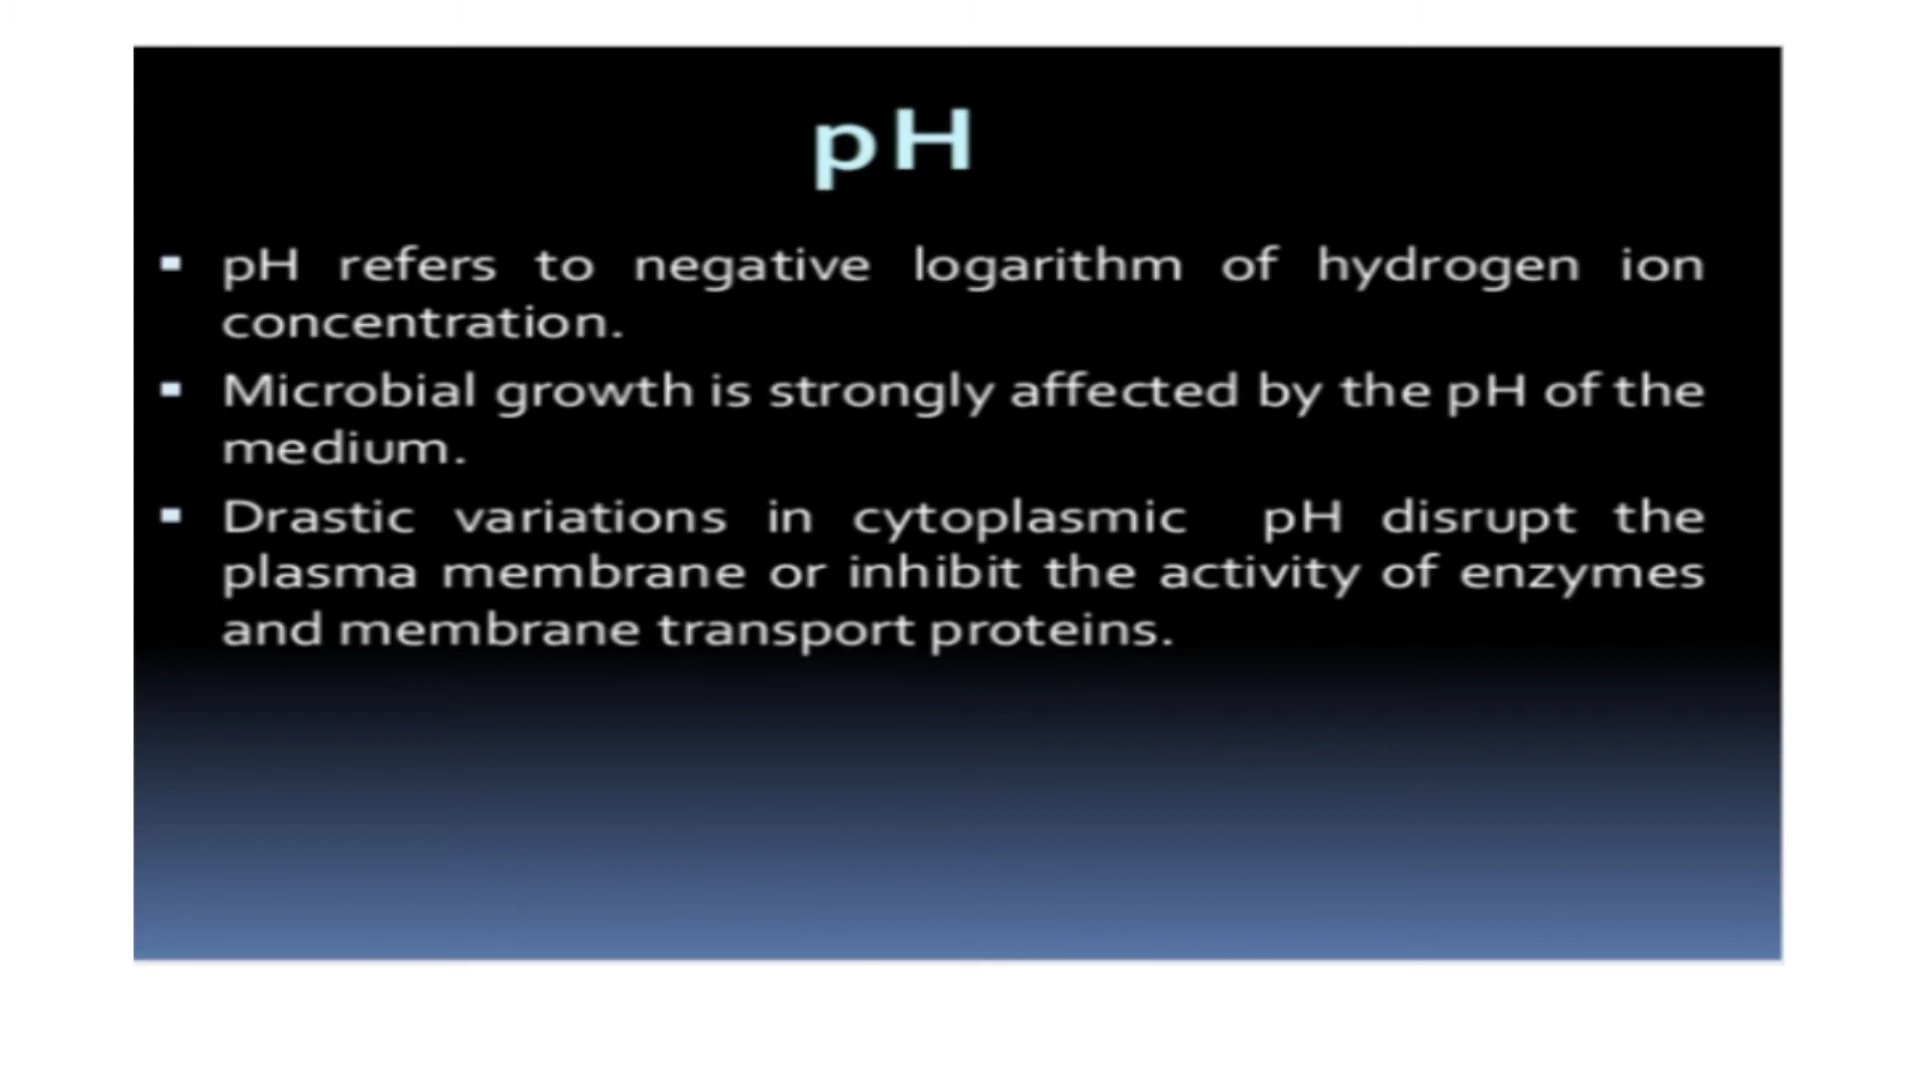 pH
▪ pH refers to negative logarithm of hydrogen ion
concentration.
▪ Microbial growth is strongly affected by the pH of the
medium.
▪ Drastic variations in cytoplasmic pH disrupt the
plasma membrane or inhibit the activity of enzymes
and membrane transport proteins.